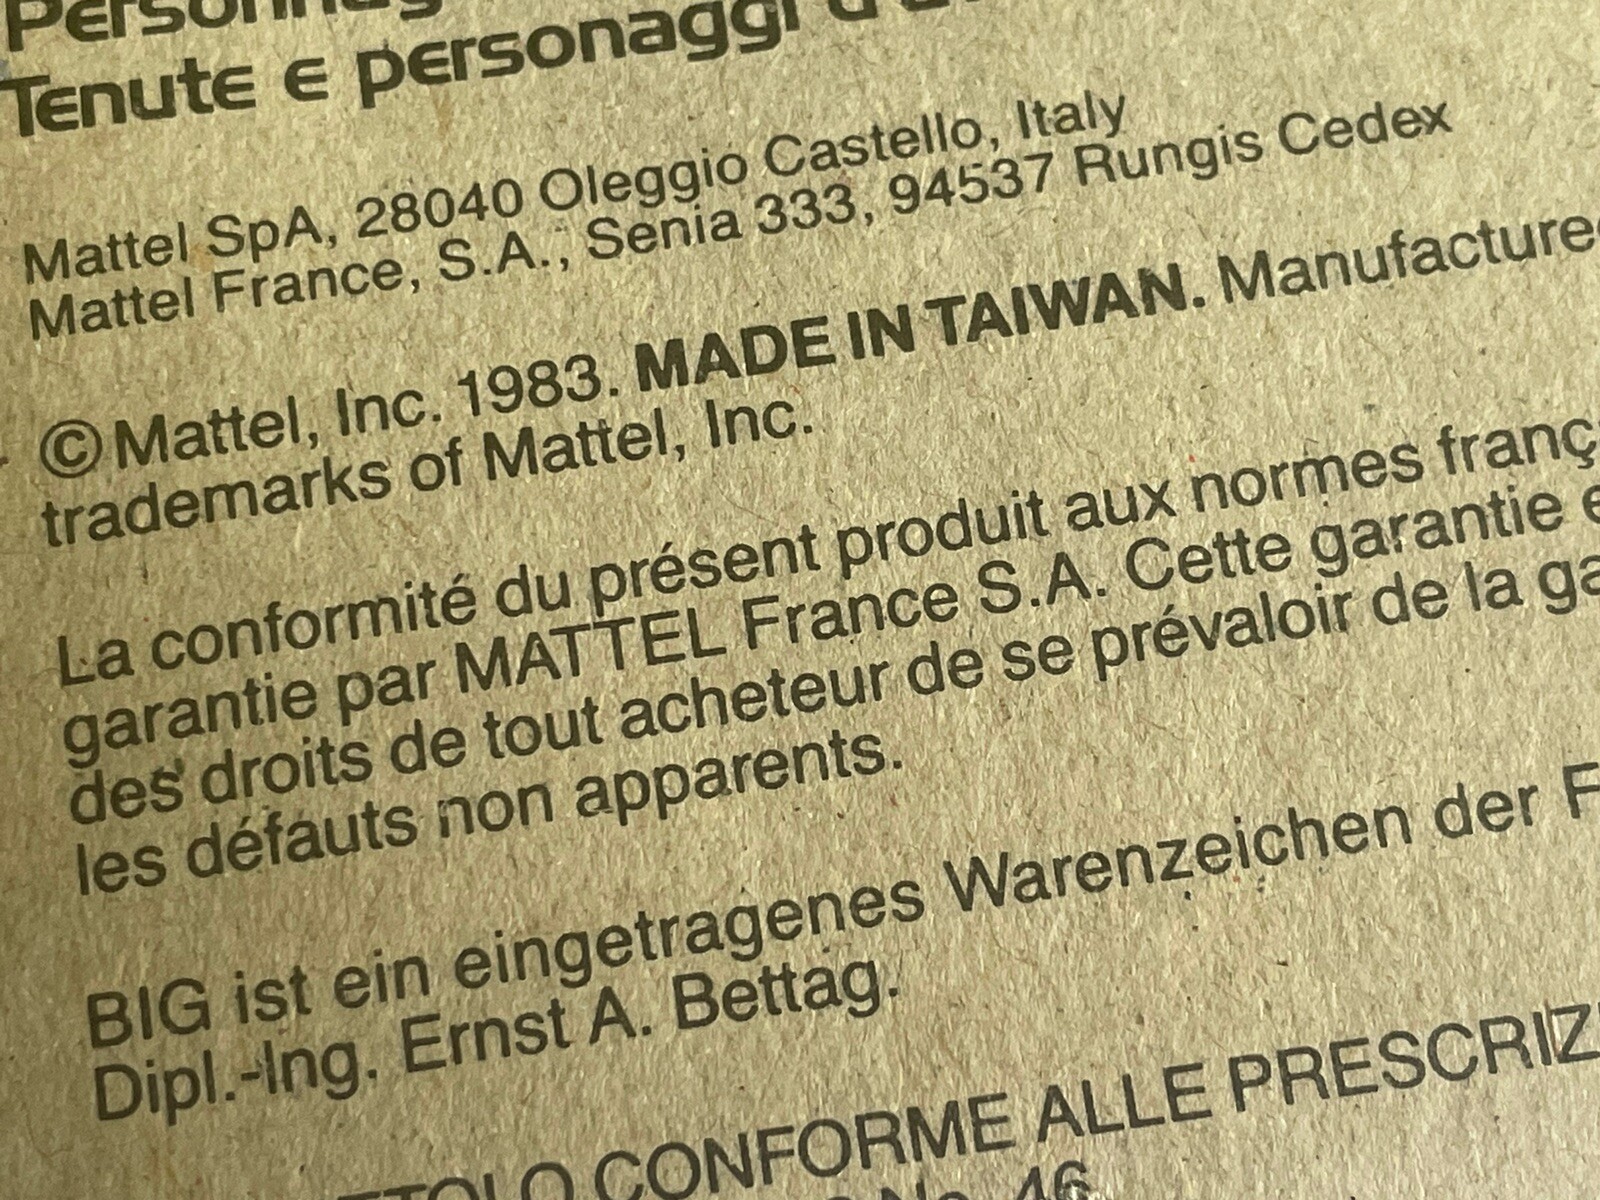 Tenute e personaggi
Mattel SpA, 28040 Oleggio Castello, Italy
Mattel France, S.A., Senia 333, 94537 Rungis Cedex
© Mattel, Inc. 1983. MADE IN TAIWAN. Manufacture
trademarks of Mattel, Inc.
La conformité du présent produit aux normes franç
garantie par MATTEL France S.A. Cette garantie e
des droits de tout acheteur de se prévaloir de la ga
les défauts non apparents.
BIG ist ein eingetragenes Warenzeichen der F
Dipl.-Ing. Ernst A. Bettag.
CONFORME ALLE PRESCRIZ
No. 46